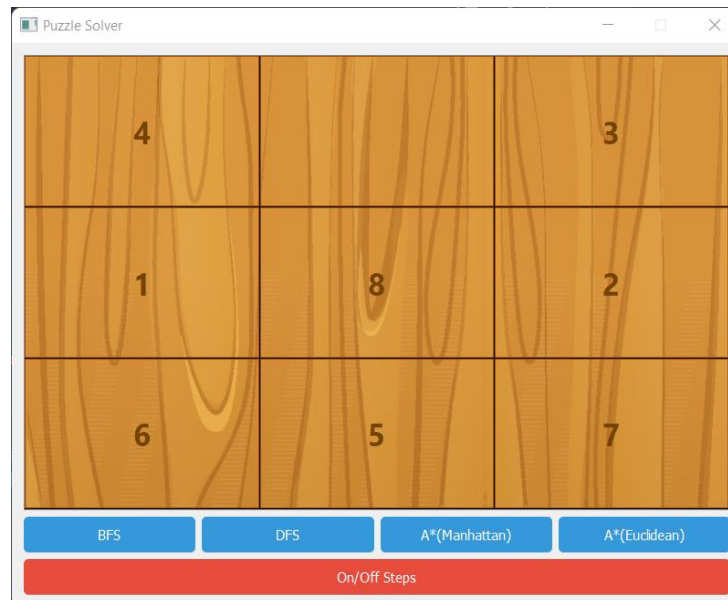 Puzzle Solver
4 3
1 8 2
6 5 7
BFS DFS A*(Manhattan) A*(Euclidean)
On/Off Steps